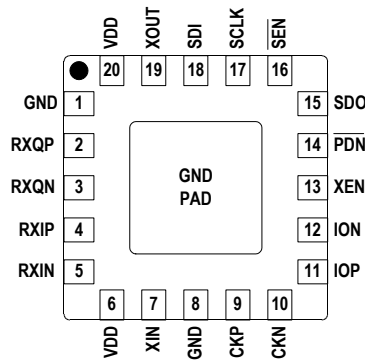 VDD XOUT SDI SCLK SEN
20 19 18 17 16
GND 1
RXQP 2
RXQN 3
RXIP 4
RXIN 5
GND
PAD
15 SDO
14 PDN
13 XEN
12 ION
11 IOP
6 7 8 9 10
VDD XIN GND CKP CKN